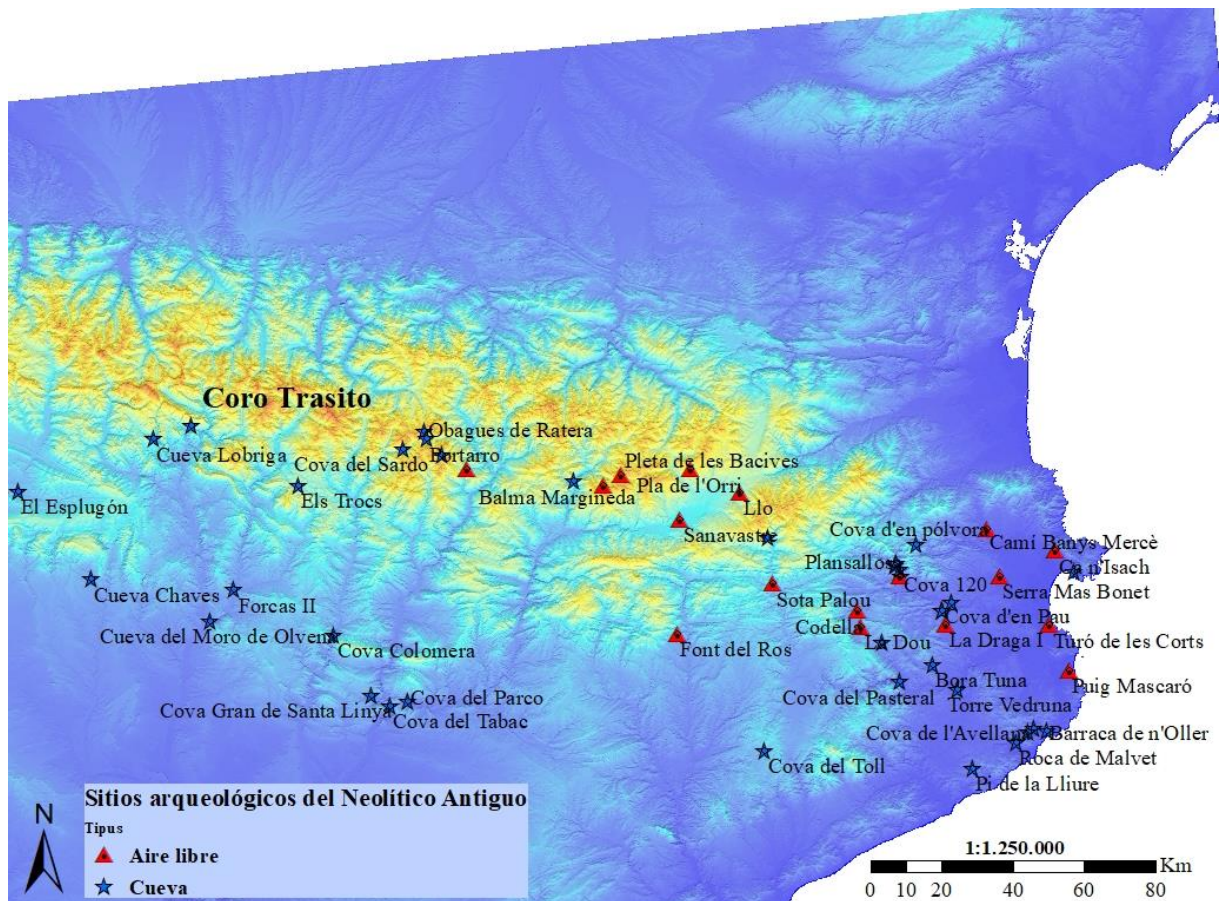 Coro Trasito
Obagues de Ratera
Cueva Lobriga
Cova del Sardo
Portarro
Pleta de les Bacives
Els Trocs
Balma Margineda
Pla de l'Orri
El Esplugón
Llo
Sanavastre
Cova d'en pólvora
Camí Banys Mercè
Plansallosa
Ca n'Isach
Cueva Chaves
Cova 120
Serra Mas Bonet
Forcas II
Sota Palou
Cova d'en Pau
Cueva del Moro de Olvena
Codella
Cova Colomera
Font del Ros
La Dou
La Draga I
Turó de les Corts
Bora Tuna
Puig Mascaró
Cova del Pasteral
Cova del Parco
Torre Vedruna
Cova Gran de Santa Linya
Cova del Tabac
Cova de l'Avellana
Barraca de n'Oller
Roca de Malvet
Cova del Toll
Pi de la Lliure
N
Sitios arqueológicos del Neolítico Antiguo
Tipus
Aire libre
Cueva
1:1.250.000
Km
0 10 20 40 60 80